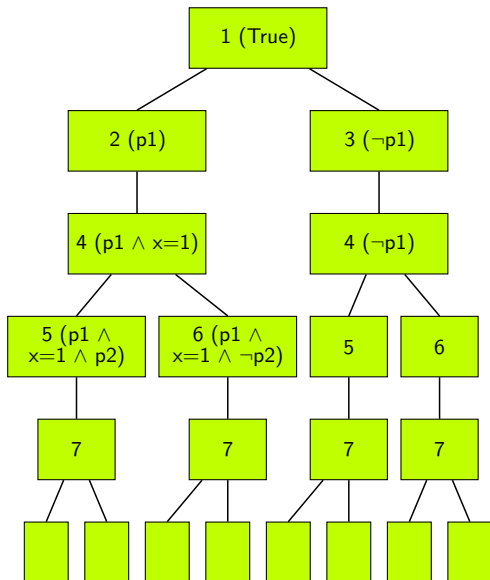 1 (True)
2 (p1)
3 (¬p1)
4 (p1 ∧ x=1)
4 (¬p1)
5 (p1 ∧
x=1 ∧ p2)
6 (p1 ∧
x=1 ∧ ¬p2)
5
6
7
7
7
7